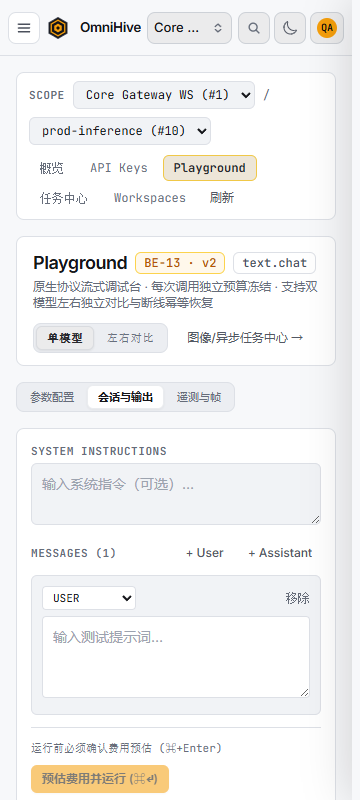 OmniHive Core ... QA
SCOPE Core Gateway WS (#1) /
prod-inference (#10)
概览 API Keys Playground
任务中心 Workspaces 刷新
Playground BE-13 · v2 text.chat
原生协议流式调试台 · 每次调用独立预算冻结 · 支持双
模型左右独立对比与断线幂等恢复
单模型 左右对比 图像/异步任务中心 →
参数配置 会话与输出 遥测与帧
SYSTEM INSTRUCTIONS
输入系统指令（可选）...
MESSAGES (1) + User + Assistant
USER 移除
输入测试提示词...
运行前必须确认费用预估 (⌘+Enter)
预估费用并运行 (⌘↵)